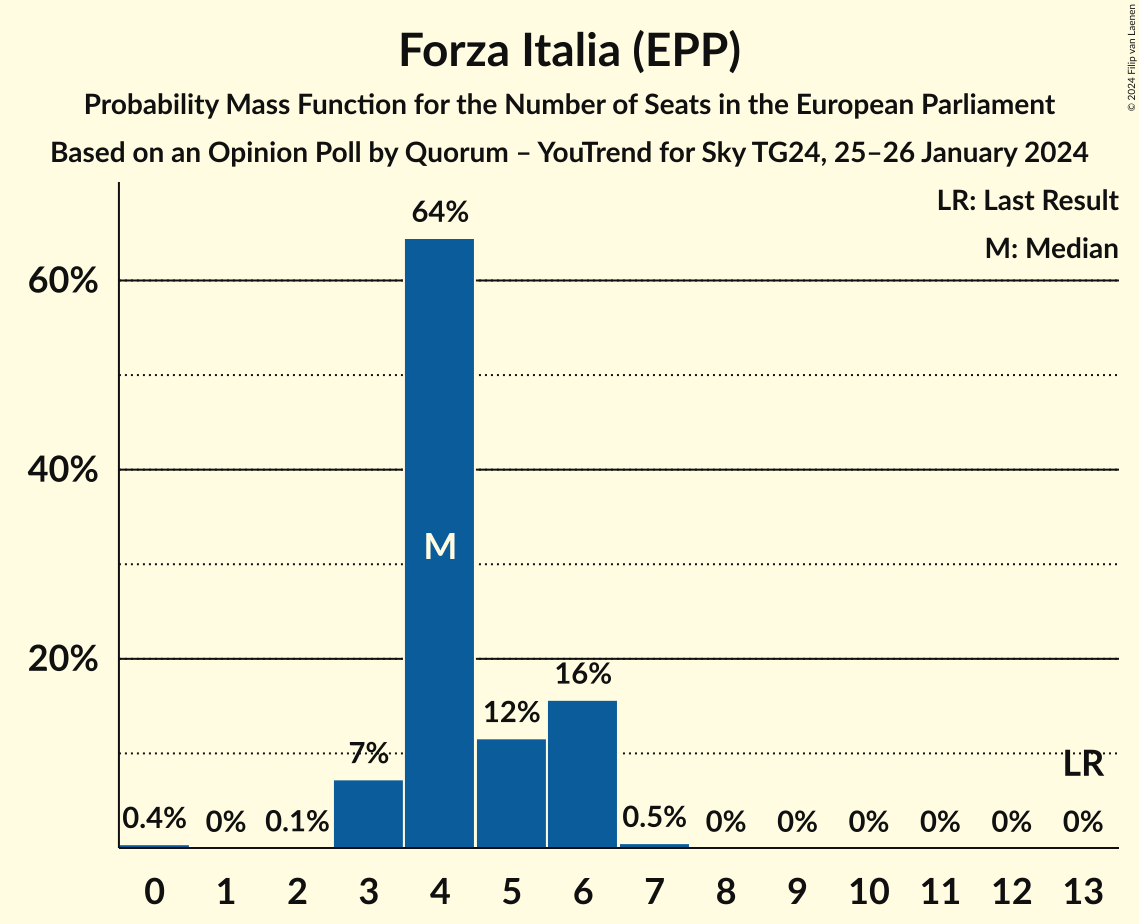 Forza Italia (EPP)
Probability Mass Function for the Number of Seats in the European Parliament
Based on an Opinion Poll by Quorum – YouTrend for Sky TG24, 25–26 January 2024
© 2024 Filip van Laenen
LR: Last Result
M: Median
60%
40%
20%
0.4%
0%
0.1%
7%
64%
M
12%
16%
0.5%
0%
0%
0%
0%
0%
LR
0%
0 1 2 3 4 5 6 7 8 9 10 11 12 13